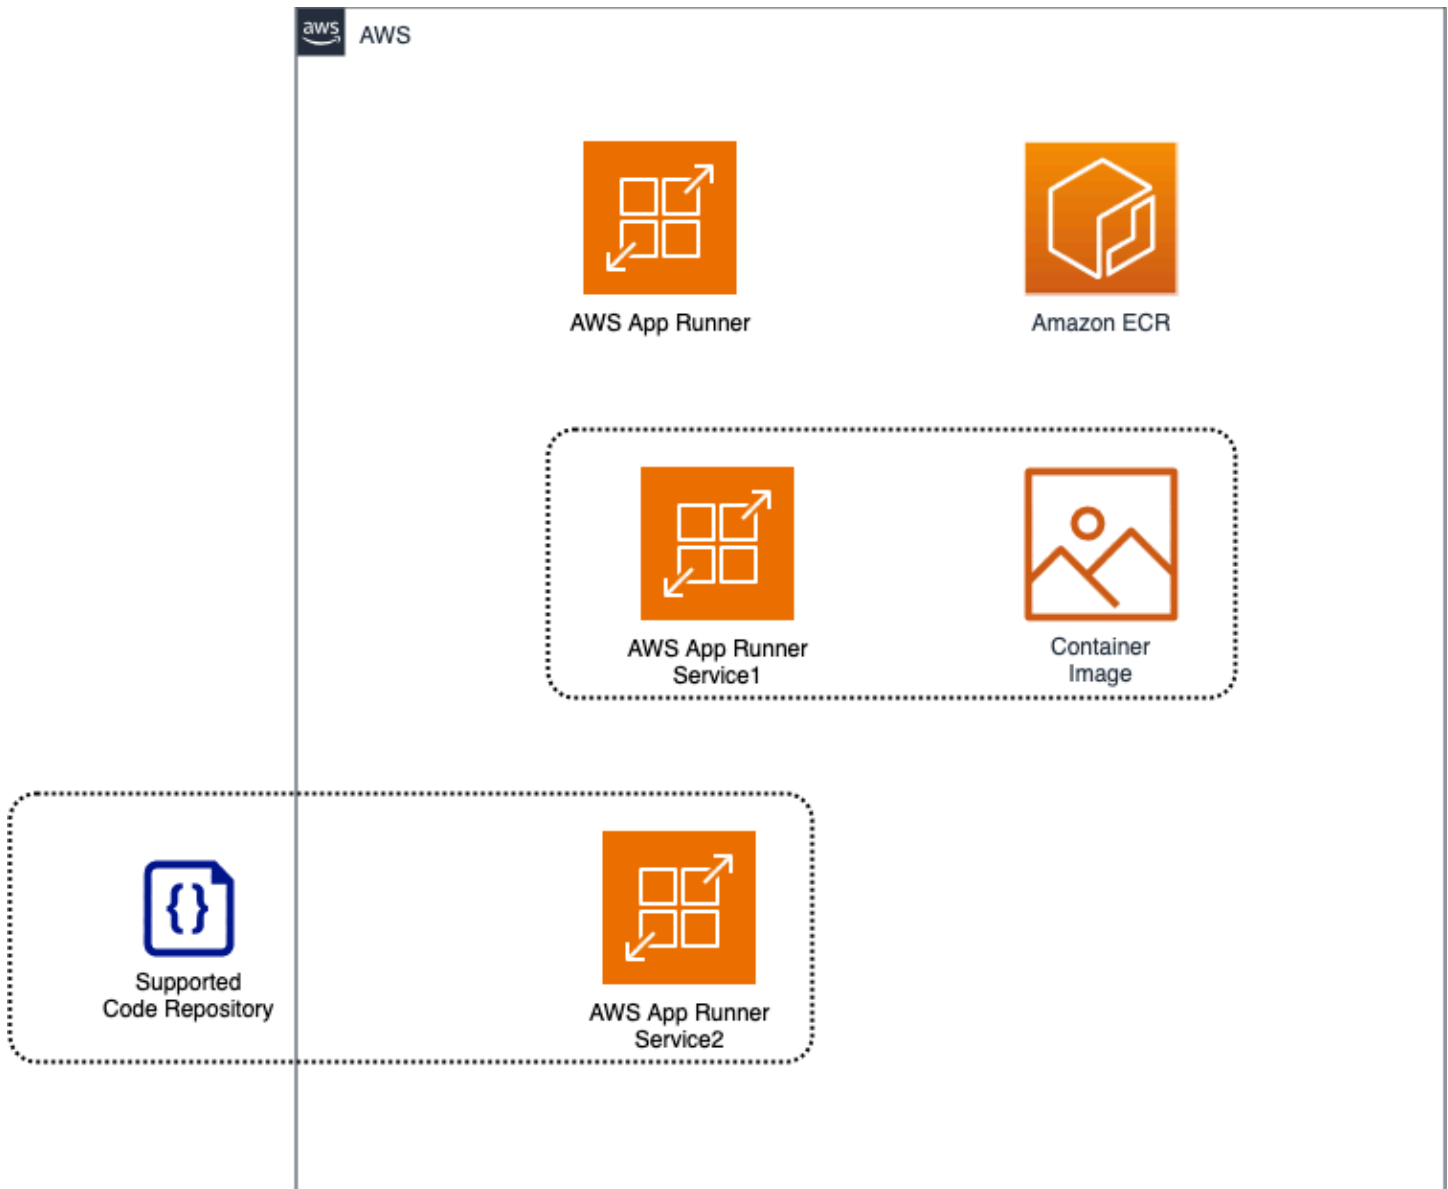 aws
AWS
AWS App Runner
Amazon ECR
AWS App Runner
Service1
Container
Image
Supported
Code Repository
AWS App Runner
Service2